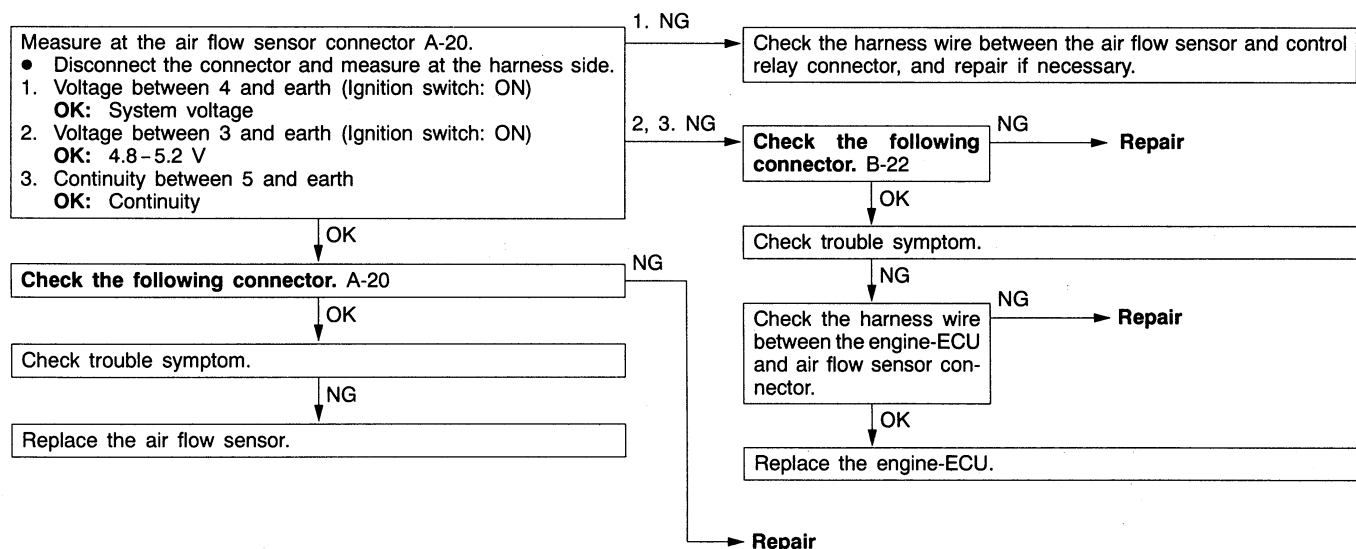 Measure at the air flow sensor connector A-20.
● Disconnect the connector and measure at the harness side.
1. Voltage between 4 and earth (Ignition switch: ON)
OK: System voltage
2. Voltage between 3 and earth (Ignition switch: ON)
OK: 4.8–5.2 V
3. Continuity between 5 and earth
OK: Continuity
1. NG
Check the harness wire between the air flow sensor and control
relay connector, and repair if necessary.
2, 3. NG
Check the following
connector. B-22
NG
Repair
OK
Check trouble symptom.
NG
Check the harness wire
between the engine-ECU
and air flow sensor con-
nector.
NG
Repair
OK
Replace the engine-ECU.
OK
Check the following connector. A-20
NG
Repair
OK
Check trouble symptom.
NG
Replace the air flow sensor.